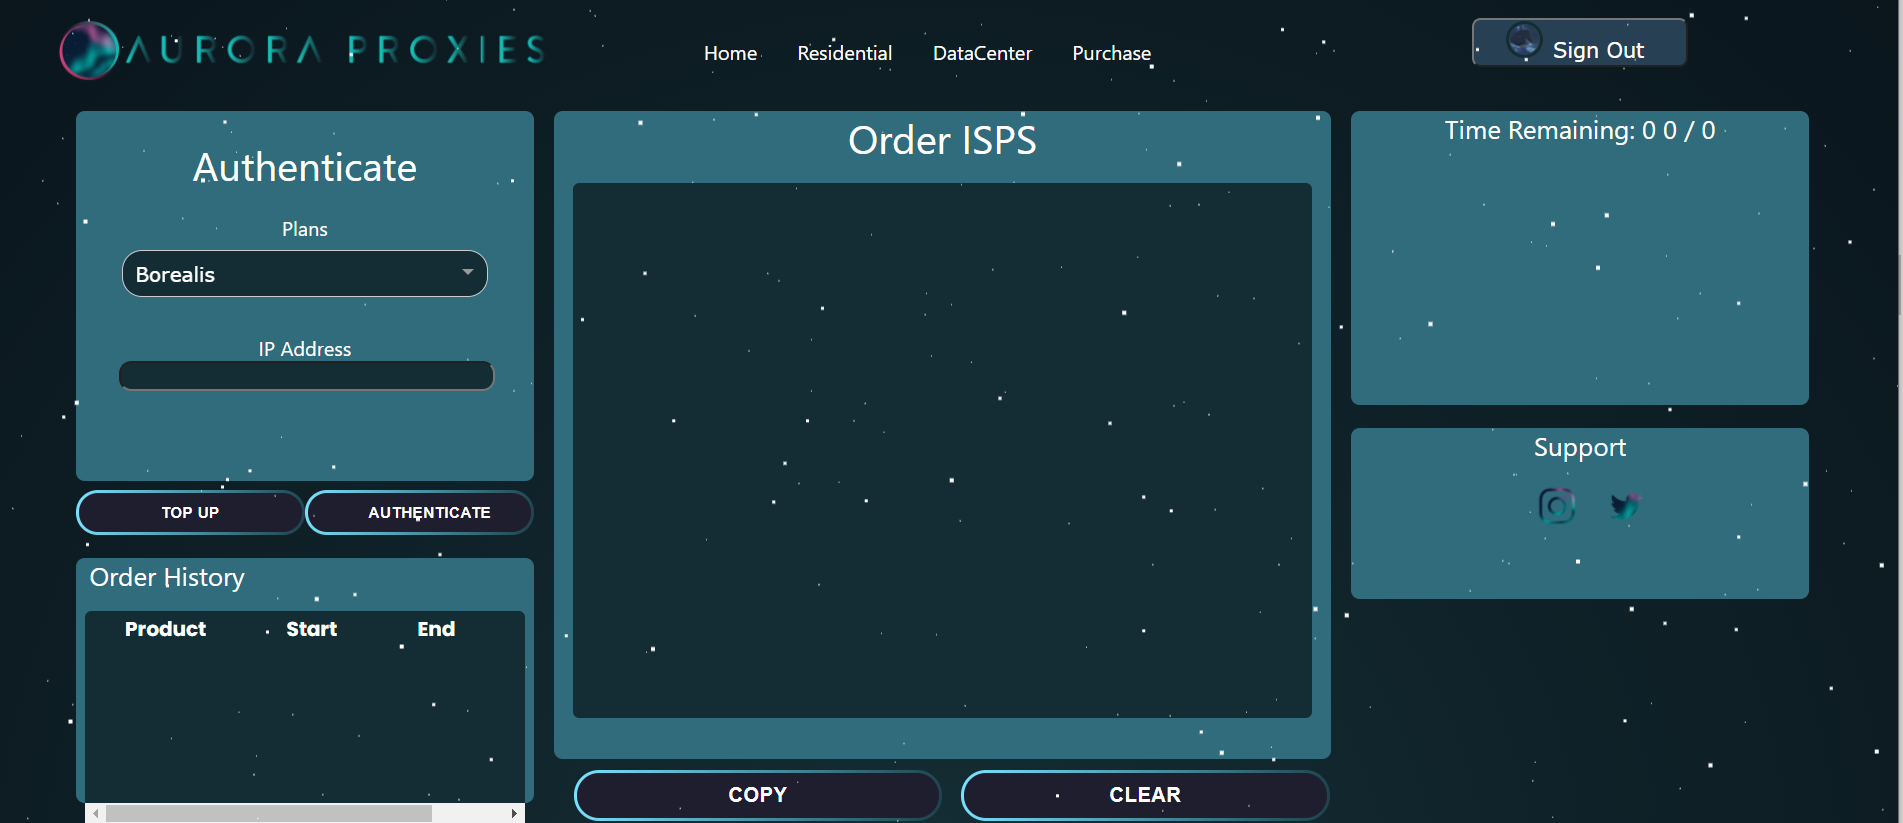 AURORA PROXIES
Home Residential DataCenter Purchase
Sign Out
Authenticate
Plans
Borealis
IP Address
TOP UP AUTHENTICATE
Order History
Product Start End
Order ISPS
COPY CLEAR
Time Remaining: 0 0 / 0
Support